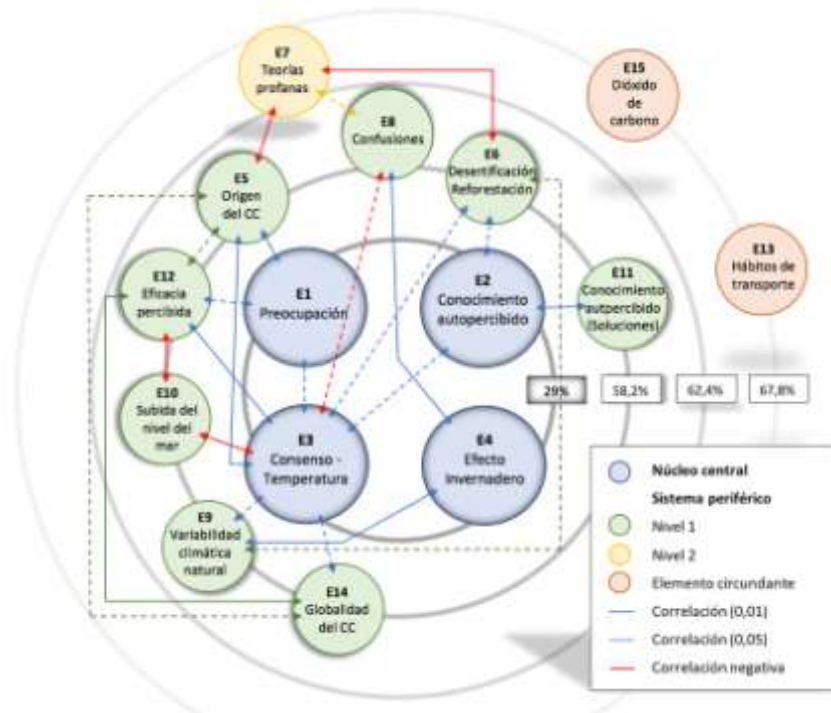 E7
Teorías
profanas
E15
Dióxido
de
carbono
E8
Confusiones
E6
Desertificación
Reforestación
E5
Origen
del CC
E13
Hábitos de
transporte
E12
Eficacia
percibida
E1
Preocupación
E2
Conocimiento
autopercibido
E11
Conocimiento
autpercibido
(Soluciones)
29%
58,2%
62,4%
67,8%
E10
Subida del
nivel del
mar
E3
Consenso -
Temperatura
E4
Efecto
Invernadero
E9
Variabilidad
climática
natural
E14
Globalidad
del CC
Núcleo central
Sistema periférico
Nivel 1
Nivel 2
Elemento circundante
Correlación (0,01)
Correlación (0,05)
Correlación negativa